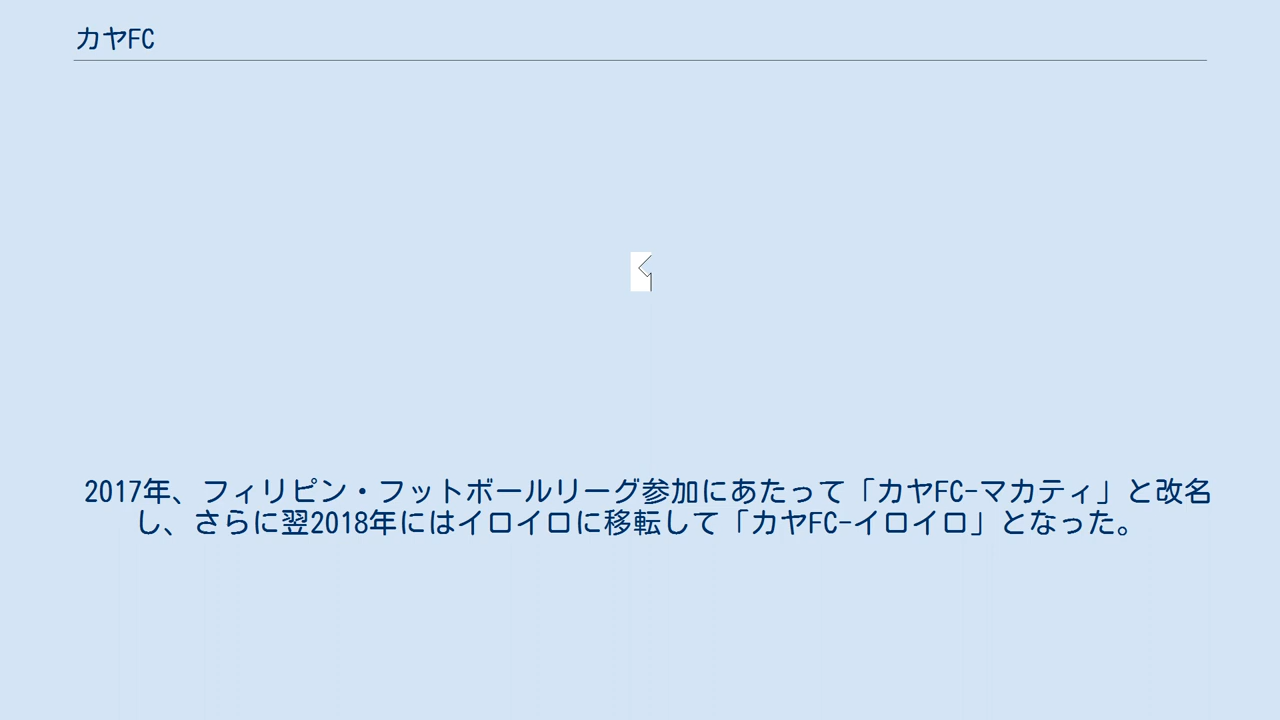 カヤFC
2017年、フィリピン・フットボールリーグ参加にあたって「カヤFC-マカティ」と改名
し、さらに翌2018年にはイロイロに移転して「カヤFC-イロイロ」となった。